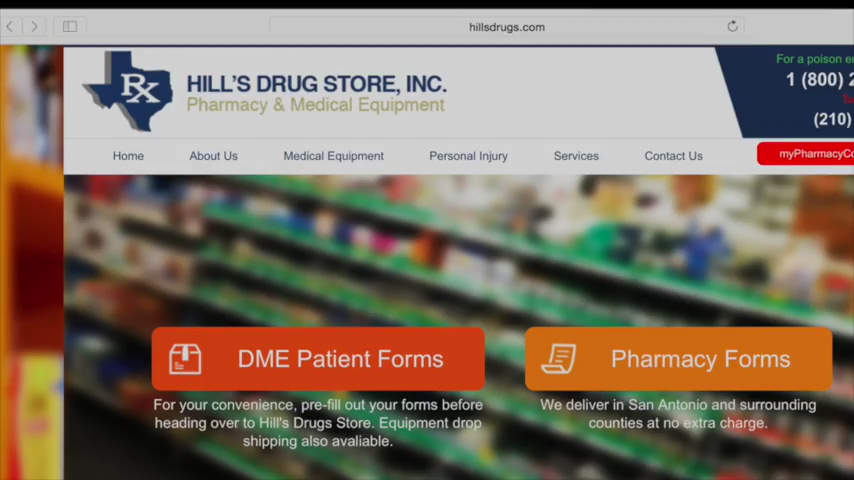 hillsdrugs.com
Rx
HILL'S DRUG STORE, INC.
Pharmacy & Medical Equipment
For a poison
1 (800)
(210)
Home
About Us
Medical Equipment
Personal Injury
Services
Contact Us
DME Patient Forms
Pharmacy Forms
For your convenience, pre-fill out your forms before
heading over to Hill's Drugs Store. Equipment drop
shipping also avaliable.
We deliver in San Antonio and surrounding
counties at no extra charge.